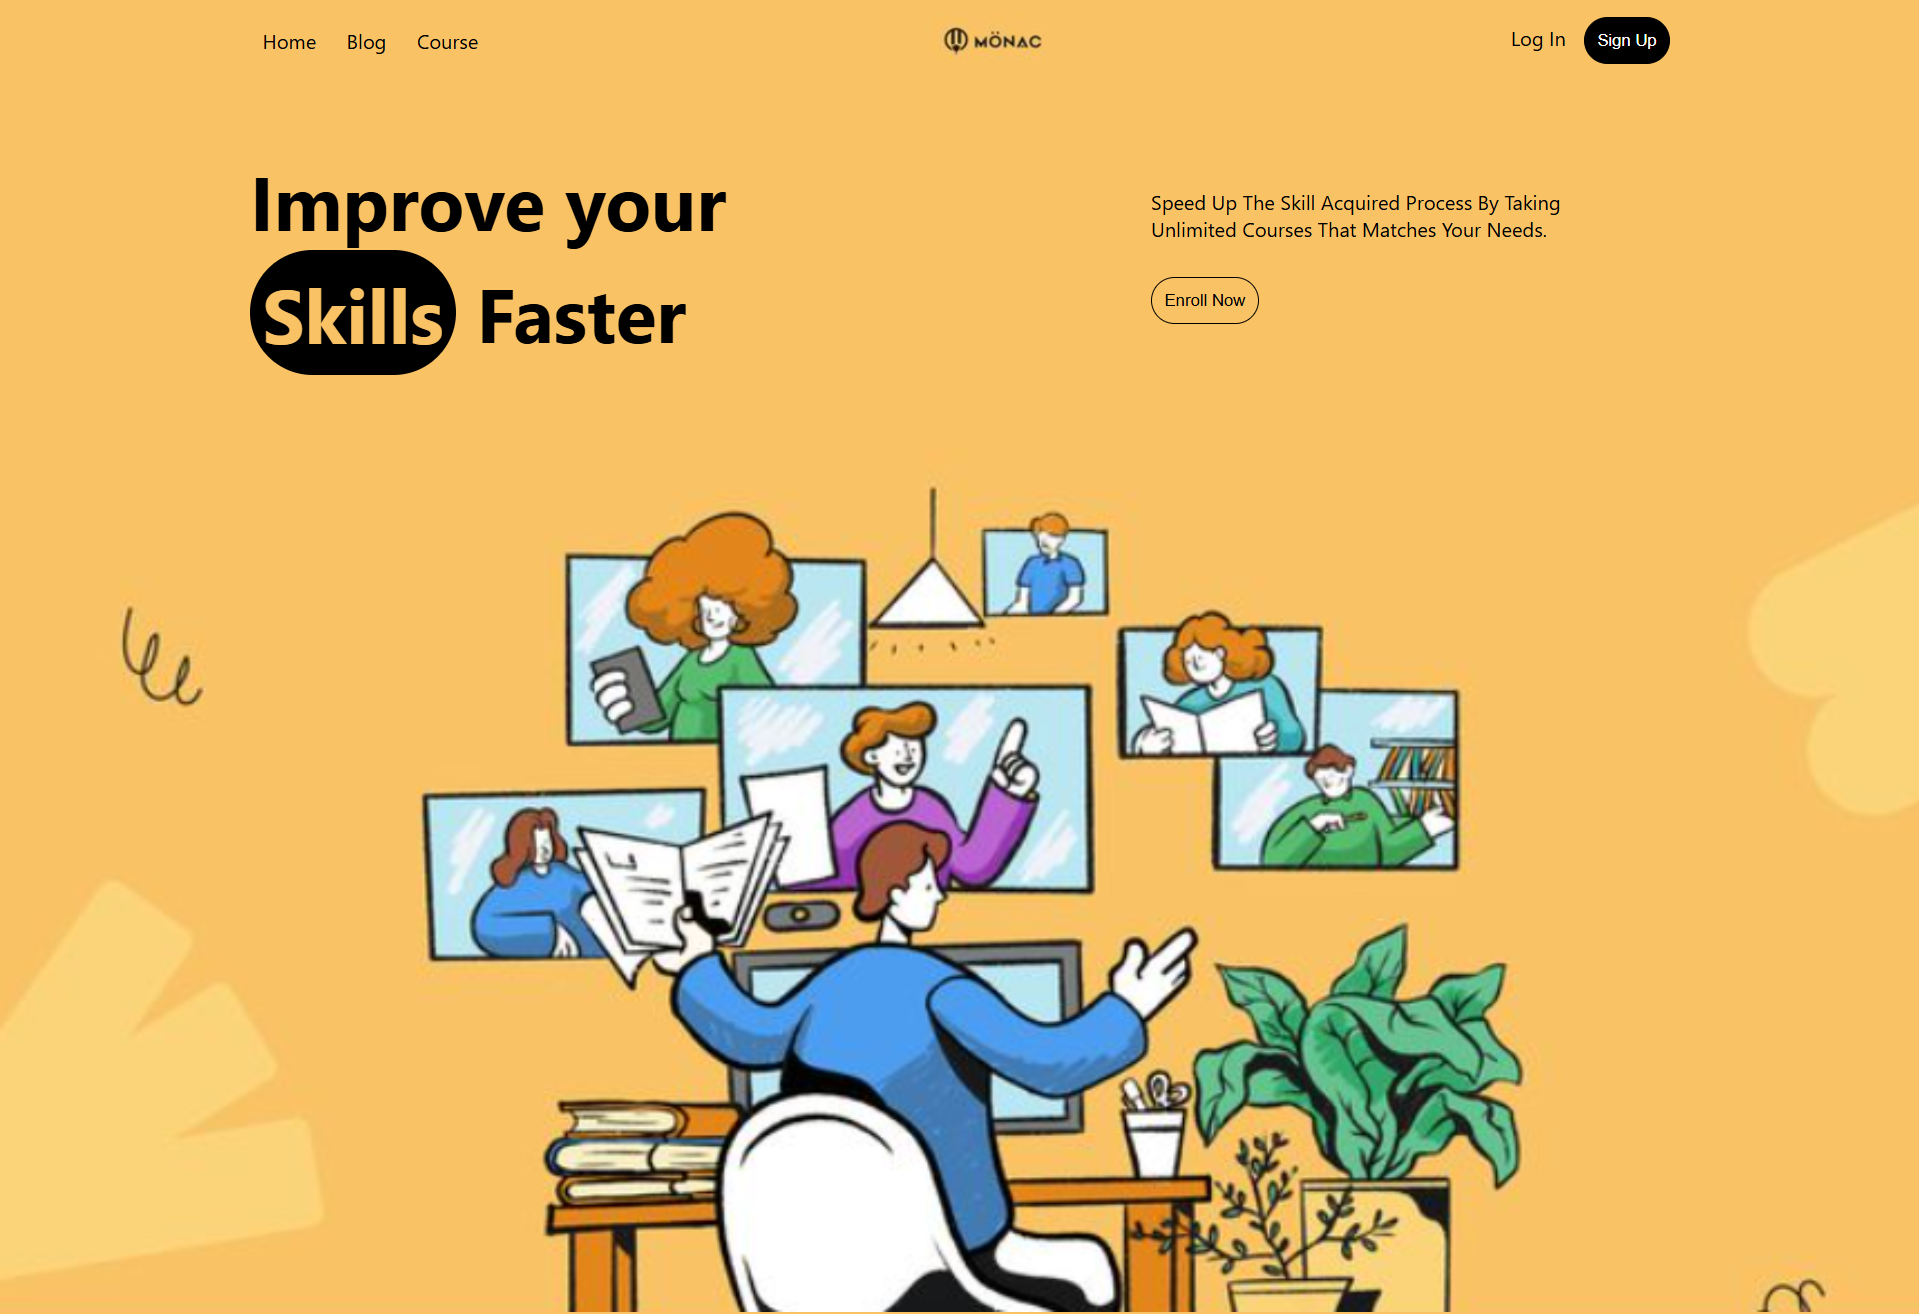 Home Blog Course MÖNAC Log In Sign Up
Improve your
Skills Faster
Speed Up The Skill Acquired Process By Taking
Unlimited Courses That Matches Your Needs.
Enroll Now